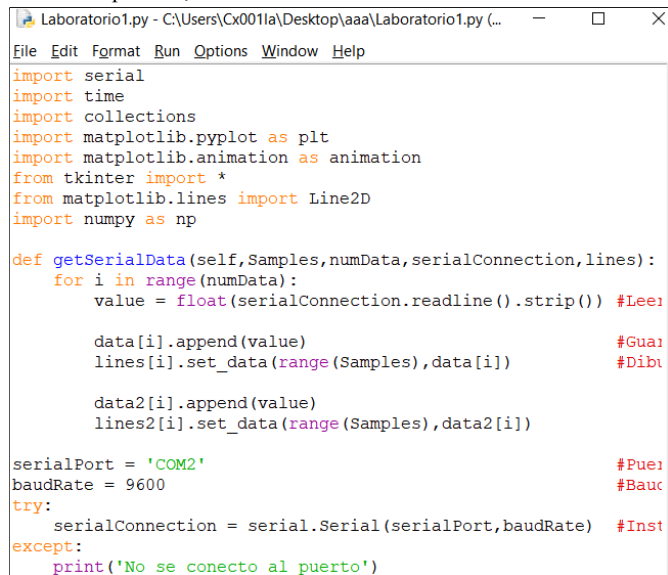 Laboratorio1.py - C:\Users\Cx001la\Desktop\aaa\Laboratorio1.py (...
File Edit Format Run Options Window Help
import serial
import time
import collections
import matplotlib.pyplot as plt
import matplotlib.animation as animation
from tkinter import *
from matplotlib.lines import Line2D
import numpy as np

def getSerialData(self,Samples,numData,serialConnection,lines):
    for i in range(numData):
        value = float(serialConnection.readline().strip()) #Leer

        data[i].append(value)
        lines[i].set_data(range(Samples),data[i])

        data2[i].append(value)
        lines2[i].set_data(range(Samples),data2[i])

serialPort = 'COM2'
baudRate = 9600 #Baud
try:
    serialConnection = serial.Serial(serialPort,baudRate) #Inst
except:
    print('No se conecto al puerto')